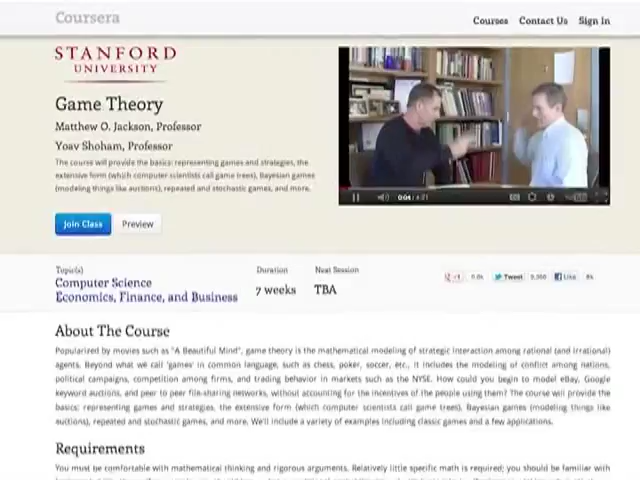 Coursera
Courses Contact Us Sign In
STANFORD
UNIVERSITY
Game Theory
Matthew O. Jackson, Professor
Yoav Shoham, Professor
The course will provide the basics: representing games and strategies, the
extensive form (which computer scientists call game trees), Bayesian games
(modeling things like auctions), repeated and stochastic games, and more.
Join Class Preview
0:04
Topic(s)
Computer Science
Economics, Finance, and Business
Duration
7 weeks
Next Session
TBA
Tweet
Like
About The Course
Popularized by movies such as "A Beautiful Mind", game theory is the mathematical modeling of strategic interaction among rational (and irrational)
agents. Beyond what we call 'games' in common language, such as chess, poker, soccer, etc., it includes the modeling of conflict among nations,
political campaigns, competition among firms, and trading behavior in markets such as the NYSE. How could you begin to model eBay, Google
keyword auctions, and peer to peer file-sharing networks, without accounting for the incentives of the people using them? The course will provide the
basics: representing games and strategies, the extensive form (which computer scientists call game trees), Bayesian games (modeling things like
auctions), repeated and stochastic games, and more. We'll include a variety of examples including classic games and a few applications.
Requirements
You must be comfortable with mathematical thinking and rigorous arguments. Relatively little specific math is required; you should be familiar with